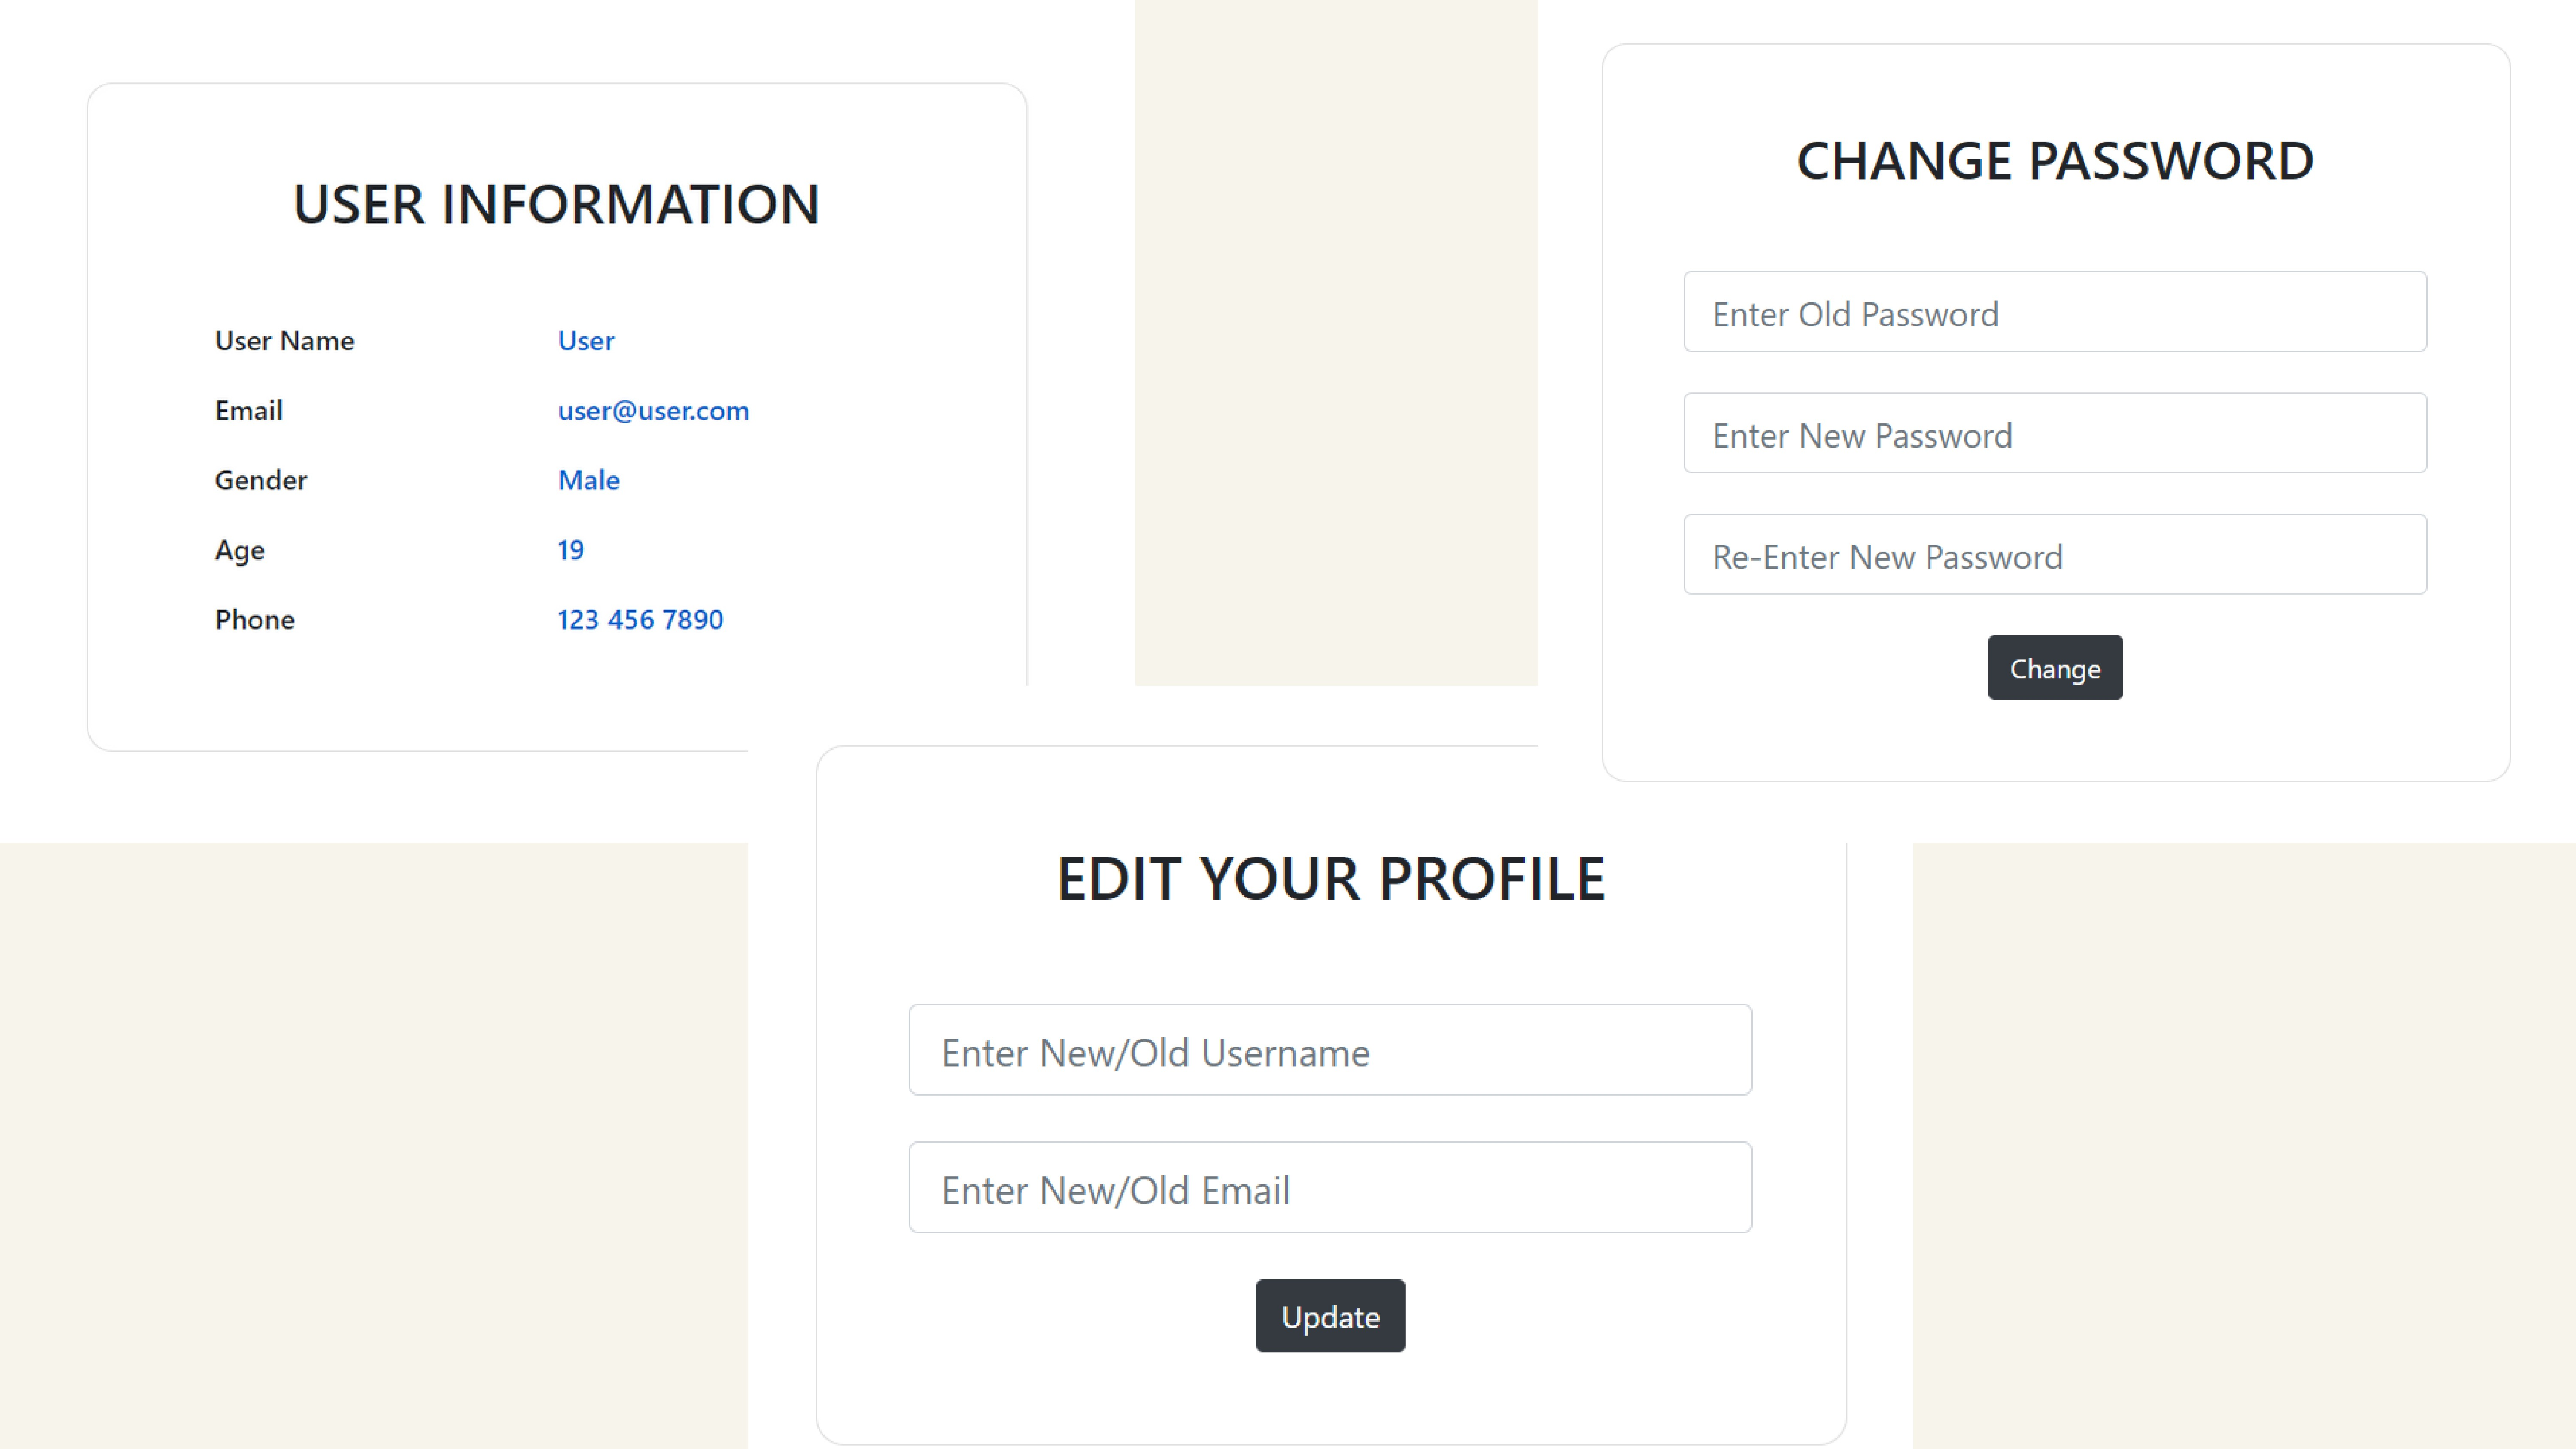 USER INFORMATION
User Name User
Email user@user.com
Gender Male
Age 19
Phone 123 456 7890
CHANGE PASSWORD
Enter Old Password
Enter New Password
Re-Enter New Password
Change
EDIT YOUR PROFILE
Enter New/Old Username
Enter New/Old Email
Update